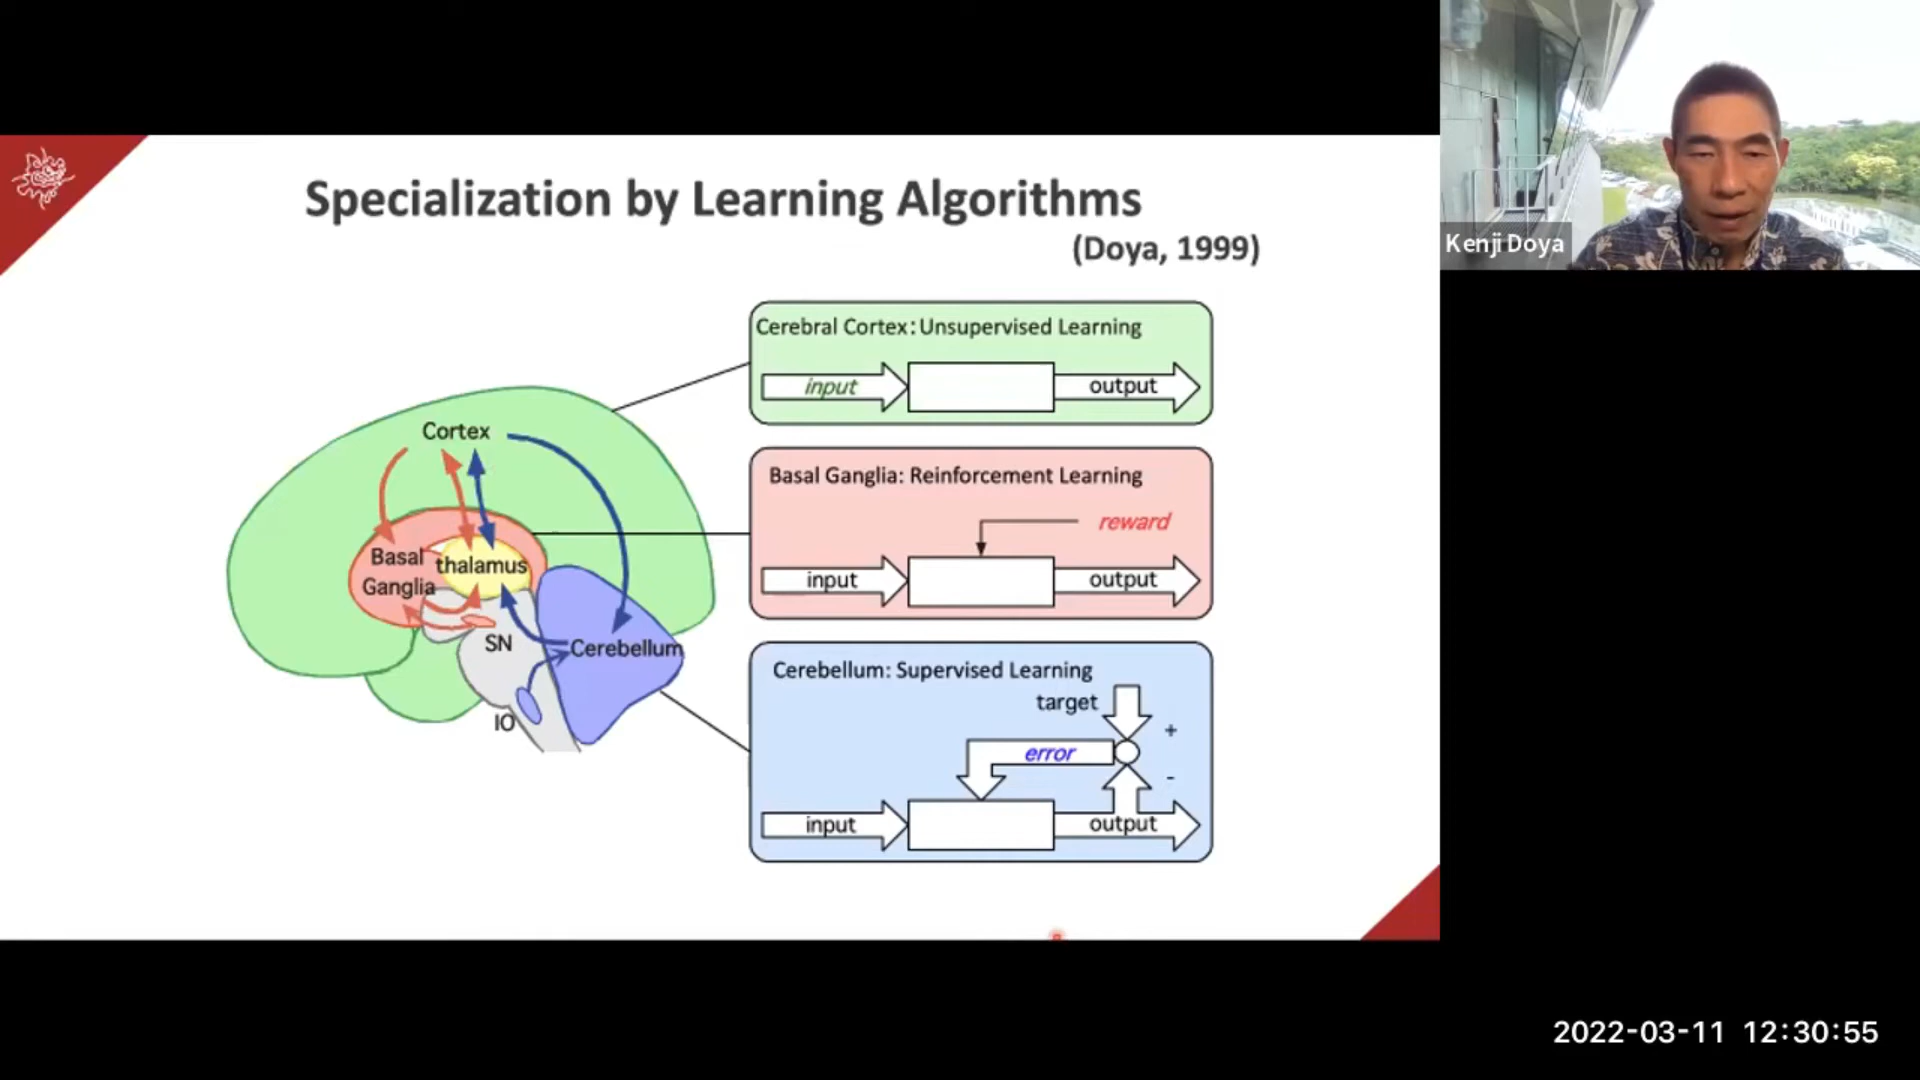 Specialization by Learning Algorithms
(Doya, 1999)
Cerebral Cortex: Unsupervised Learning
input
output
Basal Ganglia: Reinforcement Learning
reward
input
output
Cerebellum: Supervised Learning
target
+
error
-
input
output
Cortex
Basal
Ganglia
thalamus
SN
Cerebellum
IO
Kenji Doya
2022-03-11 12:30:55